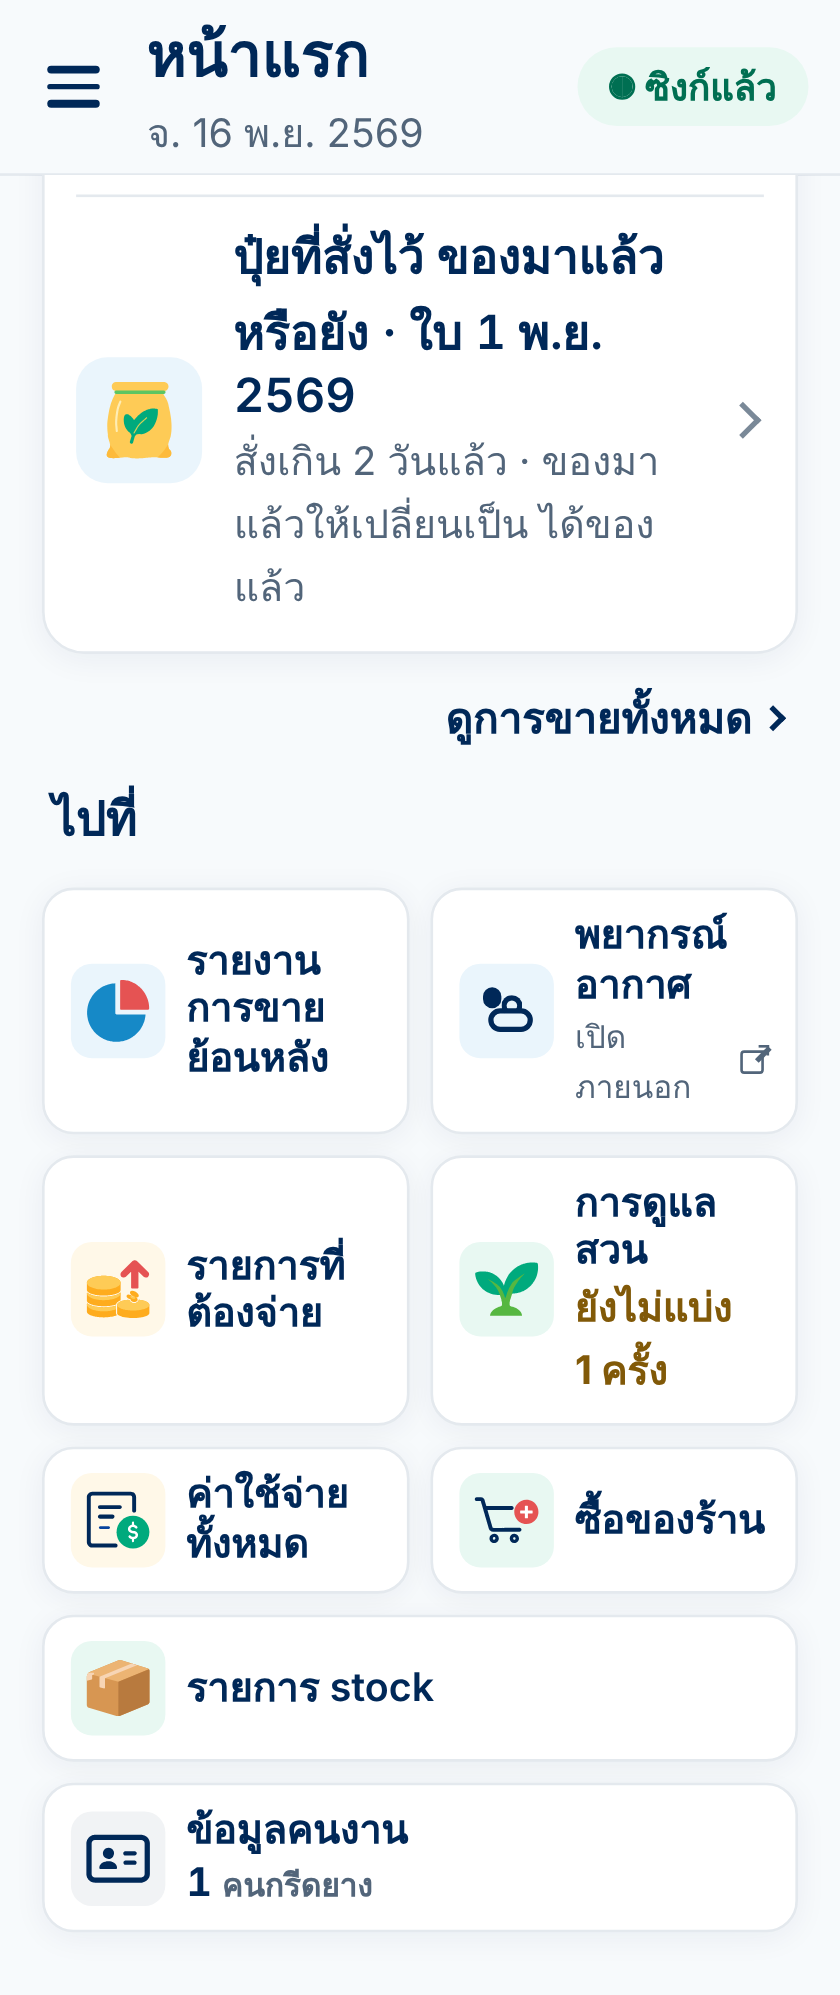 หน้าแรก
จ. 16 พ.ย. 2569
ซิงก์แล้ว
ปุ๋ยที่สั่งไว้ ของมาแล้ว
หรือยัง · ใบ 1 พ.ย.
2569
สั่งเกิน 2 วันแล้ว · ของมา
แล้วให้เปลี่ยนเป็น ได้ของ
แล้ว
ดูการขายทั้งหมด
ไปที่
รายงาน
การขาย
ย้อนหลัง
พยากรณ์
อากาศ
เปิด
ภายนอก
รายการที่
ต้องจ่าย
การดูแล
สวน
ยังไม่แบ่ง
1 ครั้ง
ค่าใช้จ่าย
ทั้งหมด
$
ซื้อของร้าน
รายการ stock
ข้อมูลคนงาน
1 คนกรีดยาง